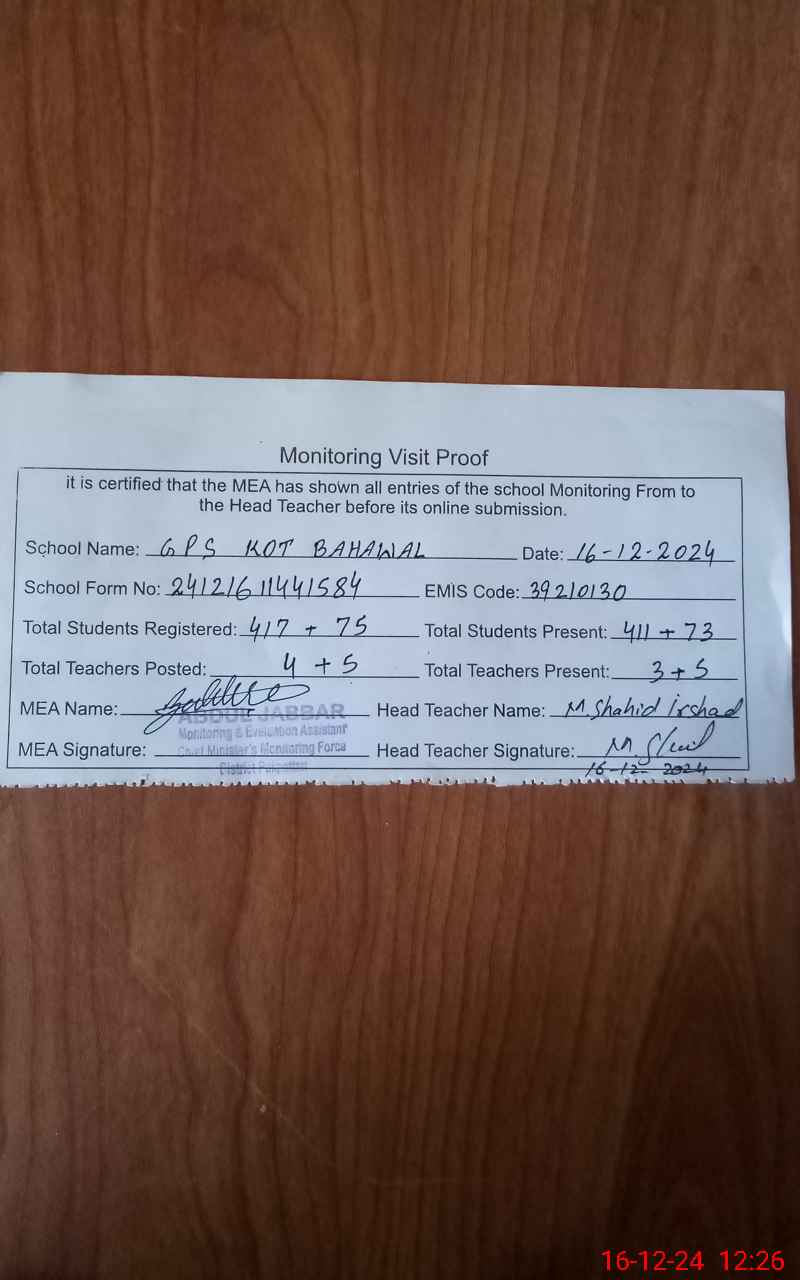 Monitoring Visit Proof
it is certified that the MEA has shown all entries of the school Monitoring From to
the Head Teacher before its online submission.
School Name: GPS KOT BAHAWAL Date: 16-12-2024
School Form No: 24121611441584 EMIS Code: 39210130
Total Students Registered: 417 + 75 Total Students Present: 411 + 73
Total Teachers Posted: 4 + 5 Total Teachers Present: 3 + 5
MEA Name: Head Teacher Name: M. Shahid Irshad
ABDUL JABBAR
Monitoring & Evaluation Assistant
MEA Signature: Head Teacher Signature:
Chief Minister's Monitoring Force
District
16-12-2024
16-12-24 12:26